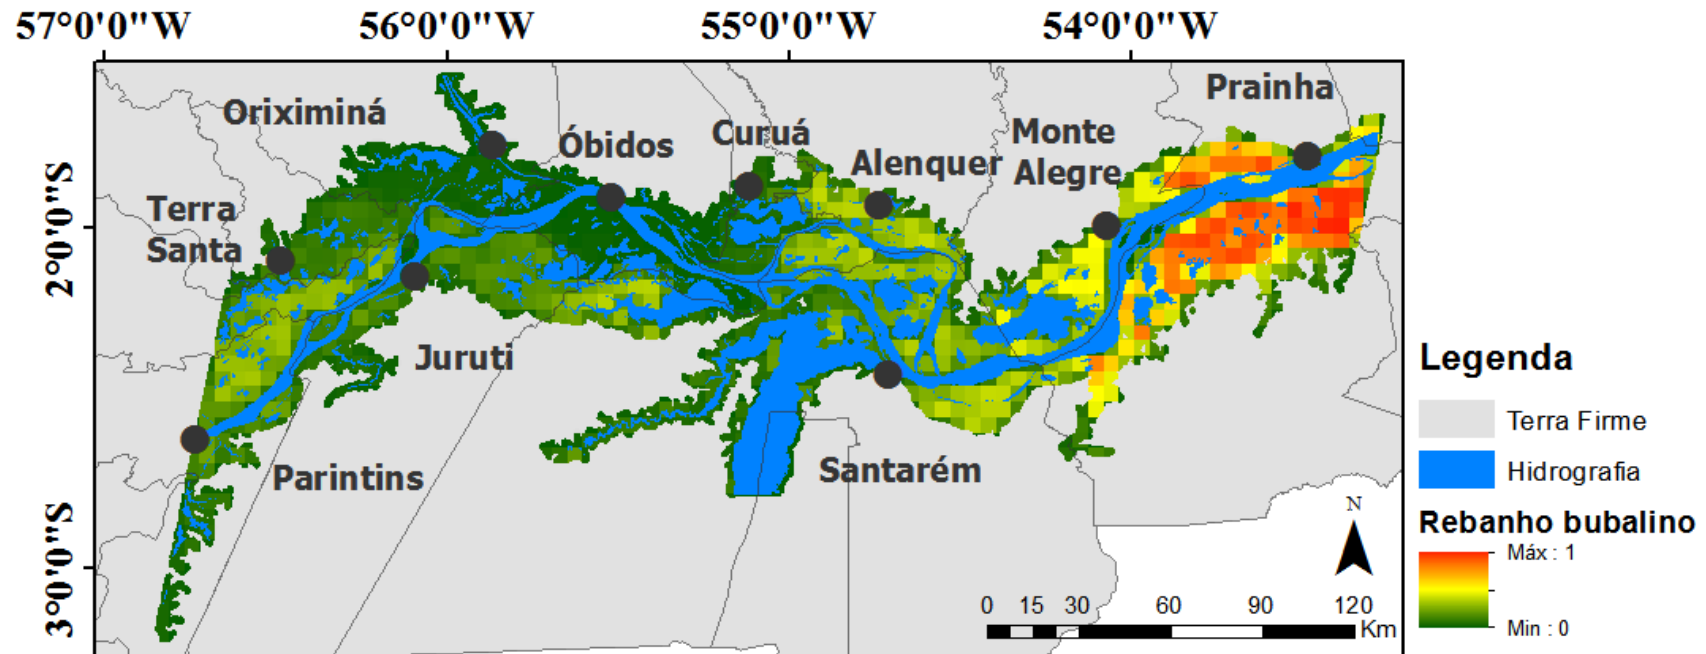 57°0'0"W 56°0'0"W 55°0'0"W 54°0'0"W
Prainha
Oriximiná
Óbidos
Curuá
Monte
Alegre
Alenquer
Terra
Santa
2°0'0"S
Juruti
Parintins
Santarém
3°0'0"S
N
0 15 30 60 90 120
Km
Legenda
Terra Firme
Hidrografia
Rebanho bubalino
Máx : 1
Min : 0